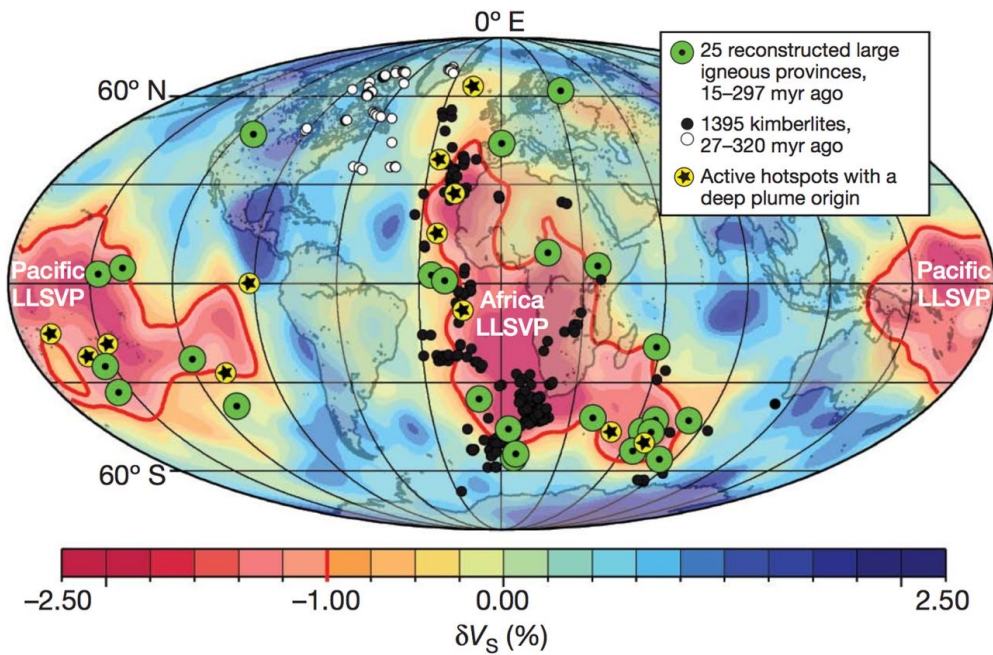 0º E
60º N
60º S
25 reconstructed large
igneous provinces,
15–297 myr ago
1395 kimberlites,
27–320 myr ago
Active hotspots with a
deep plume origin
Pacific
LLSVP
Africa
LLSVP
Pacific
LLSVP
−2.50
−1.00
0.00
2.50
δVS (%)